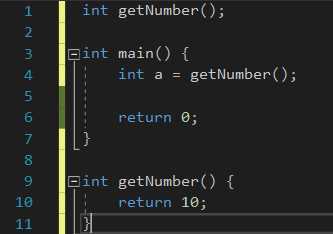 1 int getNumber();
2
3 int main() {
4 int a = getNumber();
5
6 return 0;
7 }
8
9 int getNumber() {
10 return 10;
11 }